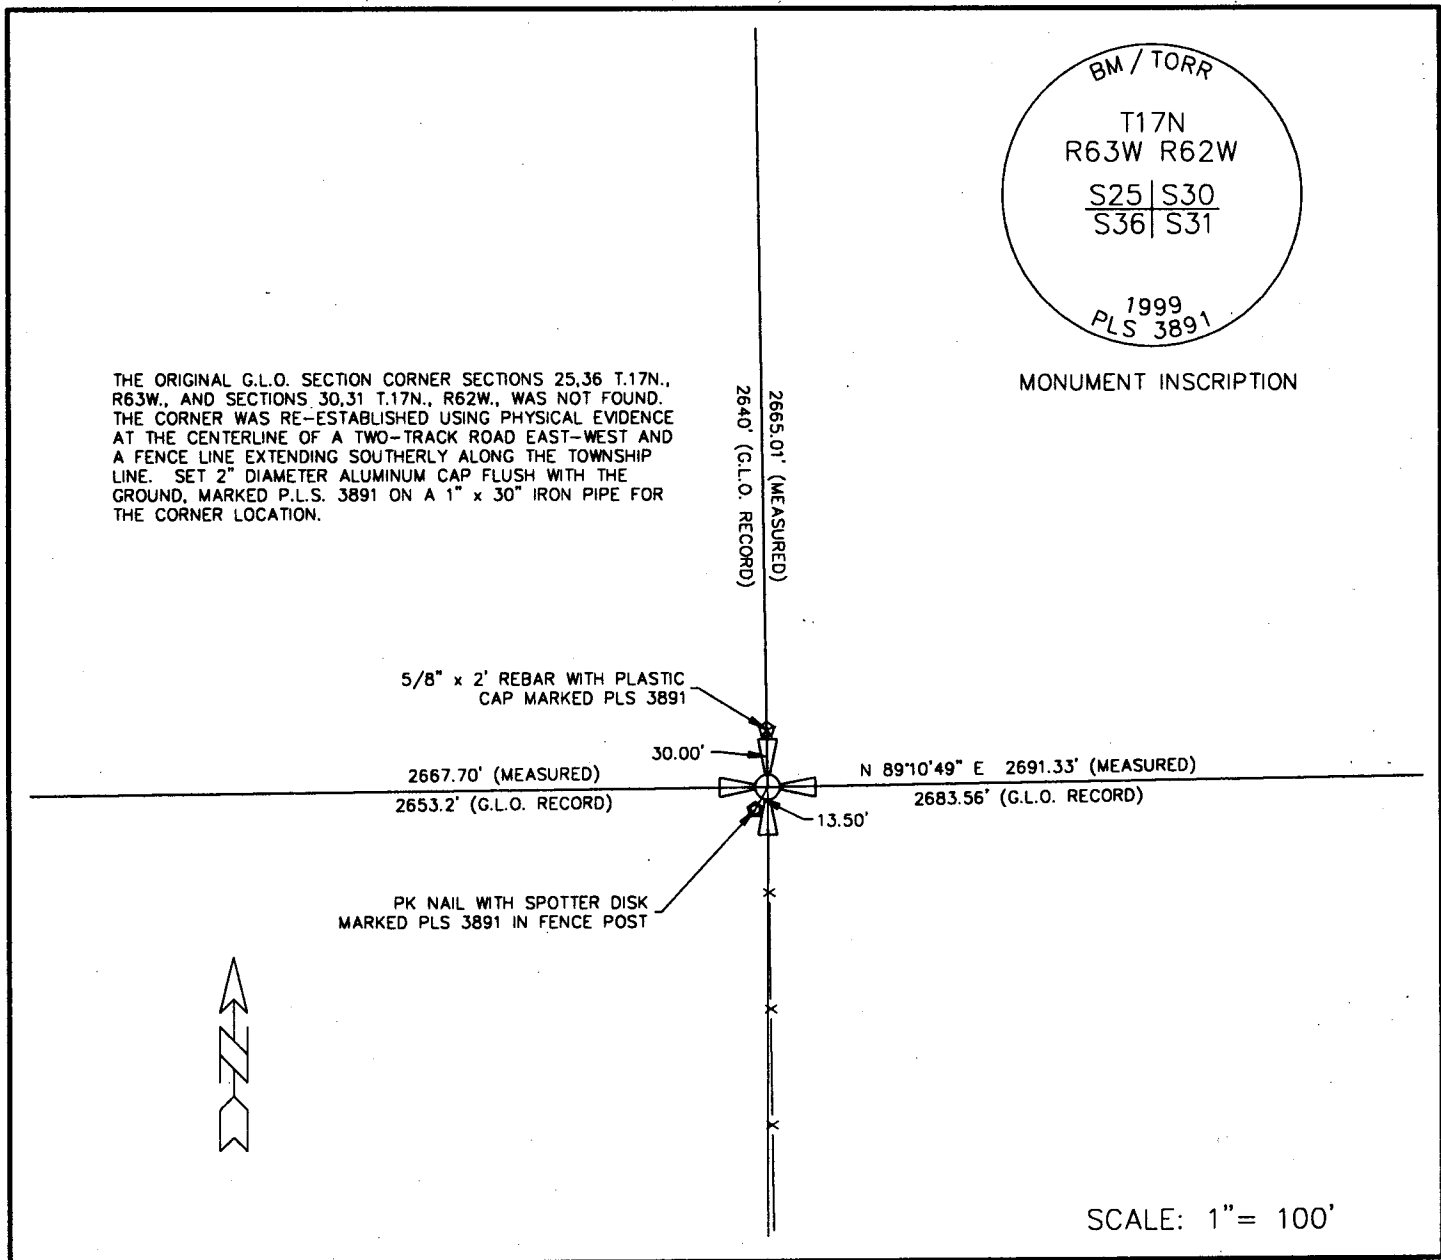 BM / TORR
T17N
R63W R62W
S25 S30
S36 S31
1999
PLS 3891
MONUMENT INSCRIPTION
THE ORIGINAL G.L.O. SECTION CORNER SECTIONS 25,36 T.17N.,
R63W., AND SECTIONS 30,31 T.17N., R62W., WAS NOT FOUND.
THE CORNER WAS RE-ESTABLISHED USING PHYSICAL EVIDENCE
AT THE CENTERLINE OF A TWO-TRACK ROAD EAST-WEST AND
A FENCE LINE EXTENDING SOUTHERLY ALONG THE TOWNSHIP
LINE. SET 2" DIAMETER ALUMINUM CAP FLUSH WITH THE
GROUND, MARKED P.L.S. 3891 ON A 1" x 30" IRON PIPE FOR
THE CORNER LOCATION.
2665.01' (MEASURED)
2640' (G.L.O. RECORD)
5/8" x 2' REBAR WITH PLASTIC
CAP MARKED PLS 3891
30.00'
2667.70' (MEASURED)
2653.2' (G.L.O. RECORD)
N 89°10'49" E 2691.33' (MEASURED)
2683.56' (G.L.O. RECORD)
13.50'
PK NAIL WITH SPOTTER DISK
MARKED PLS 3891 IN FENCE POST
N
SCALE: 1"= 100'